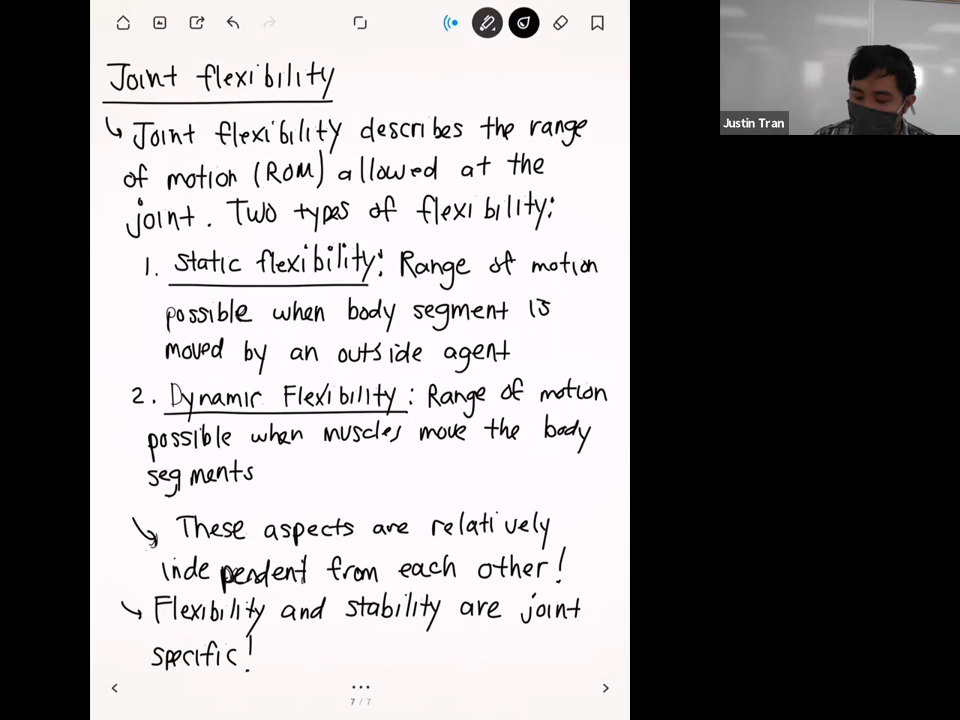 Joint flexibility
Joint flexibility describes the range
of motion (ROM) allowed at the
joint. Two types of flexibility:
1. Static flexibility: Range of motion
possible when body segment is
moved by an outside agent
2. Dynamic Flexibility: Range of motion
possible when muscles move the body
segments
These aspects are relatively
independent from each other!
Flexibility and stability are joint
specific!
7 / 7
Justin Tran